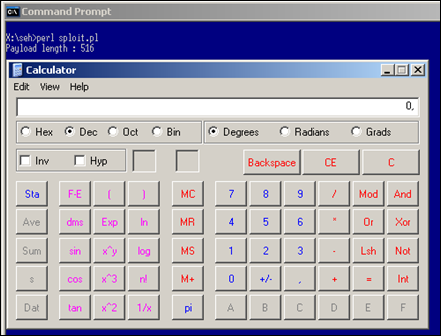 Command Prompt
X:\seh>perl sploit.pl
Payload length : 516
Calculator
Edit View Help
0,
Hex Dec Oct Bin Degrees Radians Grads
Inv Hyp Backspace CE C
Sta F-E ( ) MC 7 8 9 / Mod And
Ave dms Exp ln MR 4 5 6 * Or Xor
Sum sin x^y log MS 1 2 3 - Lsh Not
s cos x^3 n! M+ 0 +/- , + = Int
Dat tan x^2 1/x pi A B C D E F